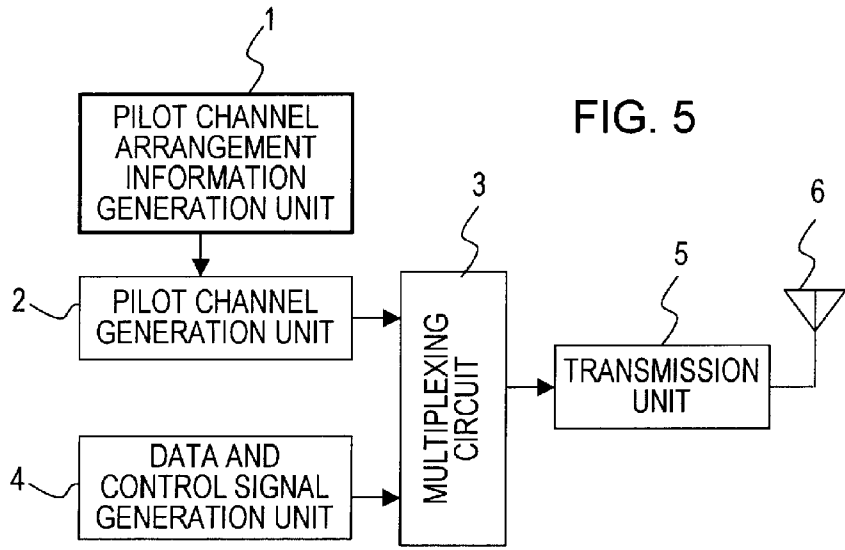 1
PILOT CHANNEL
ARRANGEMENT
INFORMATION
GENERATION UNIT
FIG. 5
2
PILOT CHANNEL
GENERATION UNIT
3
MULTIPLEXING
CIRCUIT
4
DATA AND
CONTROL SIGNAL
GENERATION UNIT
5
TRANSMISSION
UNIT
6